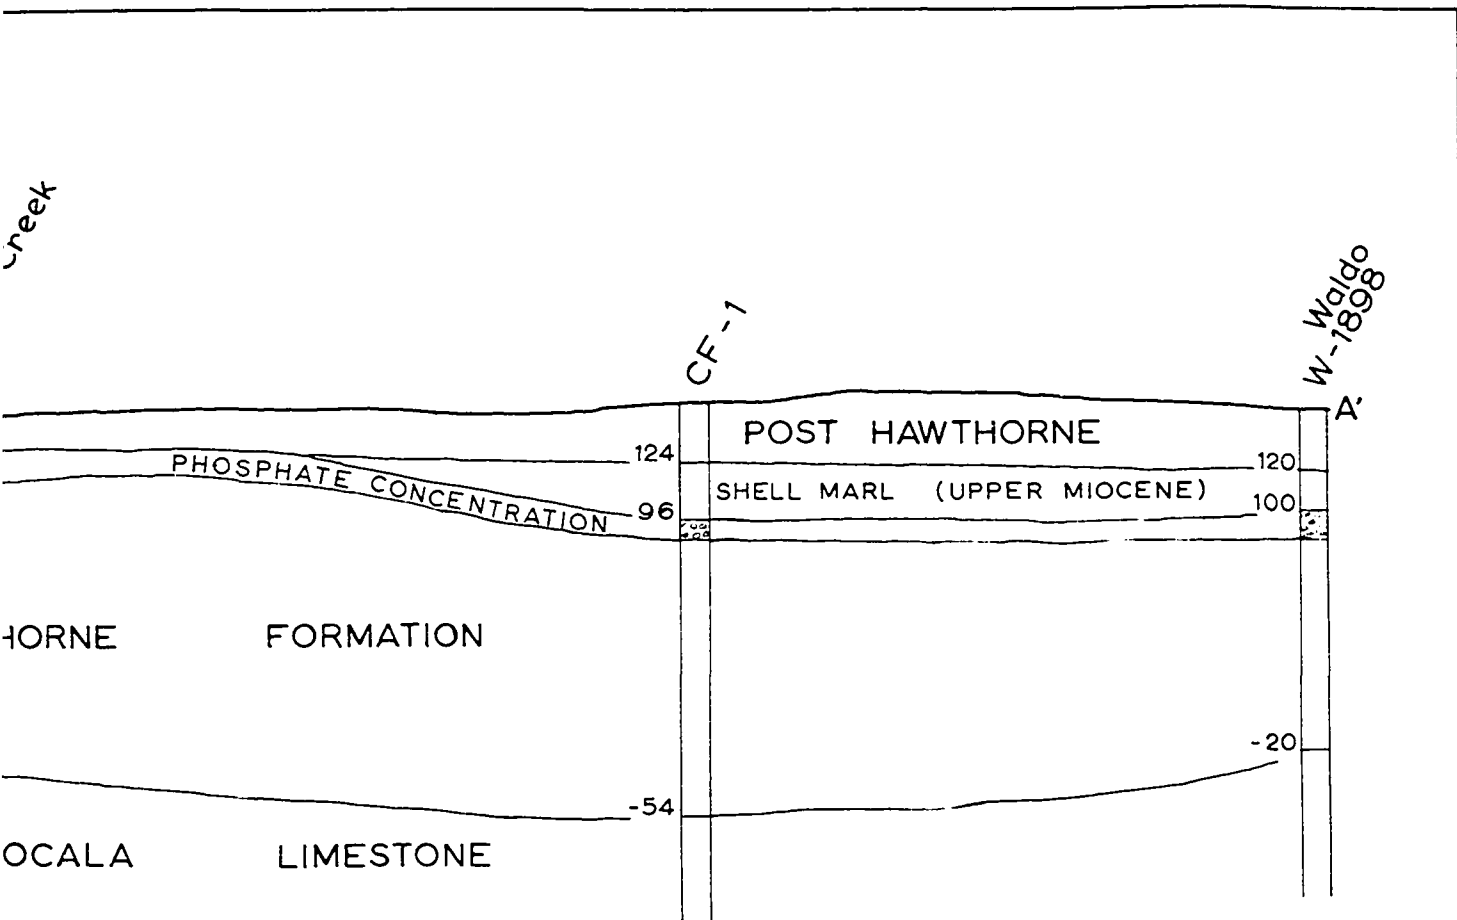 Creek
CF-1
Waldo
W-1898
A'
POST HAWTHORNE
124
120
PHOSPHATE CONCENTRATION
SHELL MARL (UPPER MIOCENE)
96
100
HORNE FORMATION
-20
-54
OCALA LIMESTONE